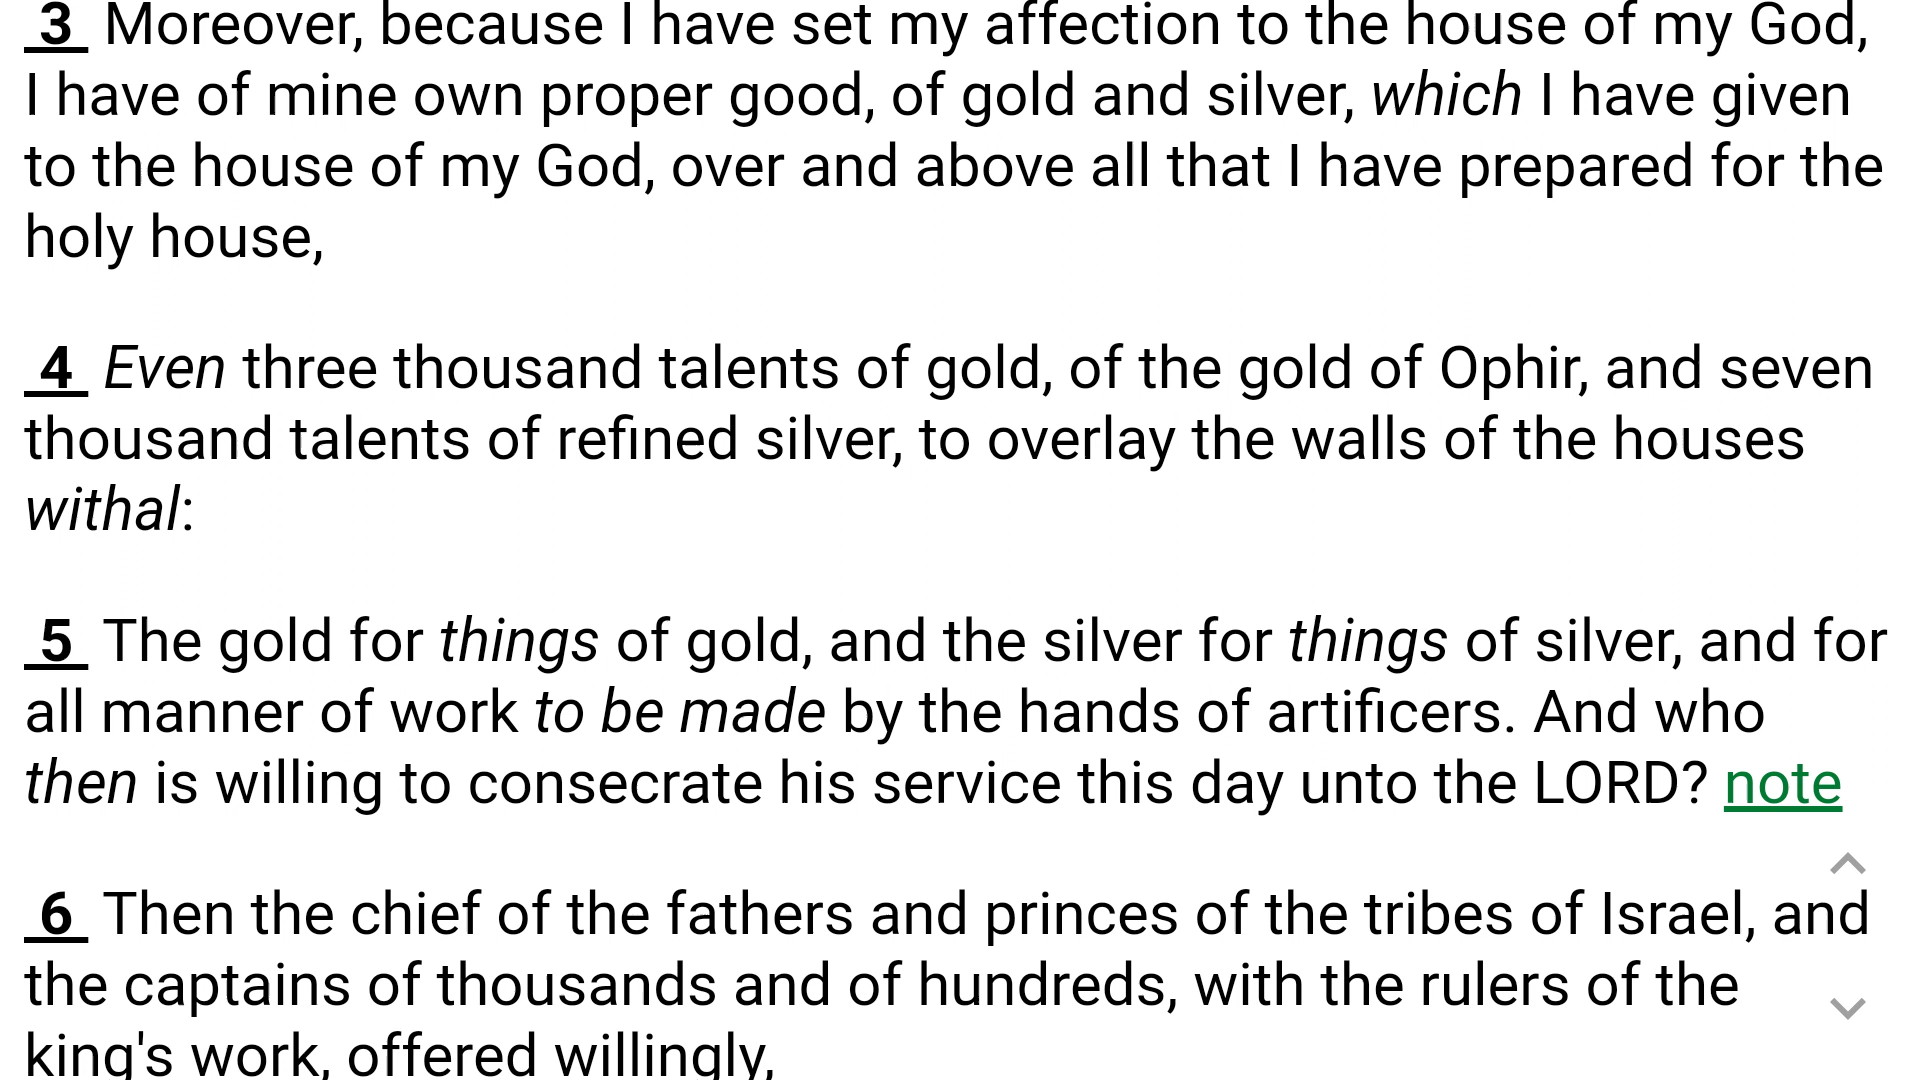 3 Moreover, because I have set my affection to the house of my God,
I have of mine own proper good, of gold and silver, which I have given
to the house of my God, over and above all that I have prepared for the
holy house,
4 Even three thousand talents of gold, of the gold of Ophir, and seven
thousand talents of refined silver, to overlay the walls of the houses
withal:
5 The gold for things of gold, and the silver for things of silver, and for
all manner of work to be made by the hands of artificers. And who
then is willing to consecrate his service this day unto the LORD? note
6 Then the chief of the fathers and princes of the tribes of Israel, and
the captains of thousands and of hundreds, with the rulers of the
king's work, offered willingly,